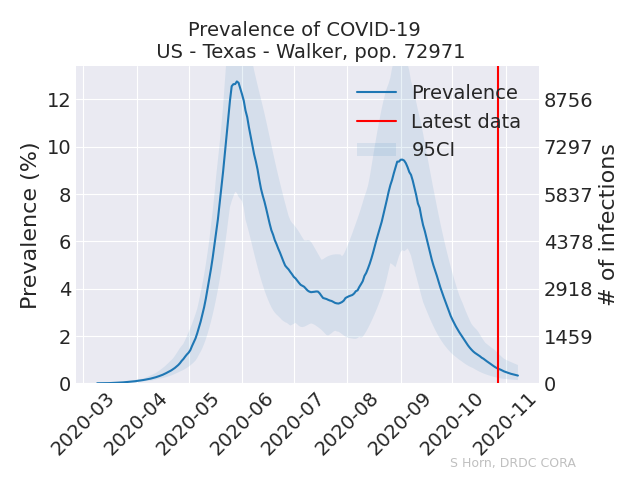 Prevalence of COVID-19
US - Texas - Walker, pop. 72971
Prevalence
Latest data
95CI
Prevalence (%)
12
10
8
6
4
2
0
8756
7297
5837
4378
2918
1459
0
# of infections
2020-03
2020-04
2020-05
2020-06
2020-07
2020-08
2020-09
2020-10
2020-11
S Horn, DRDC CORA